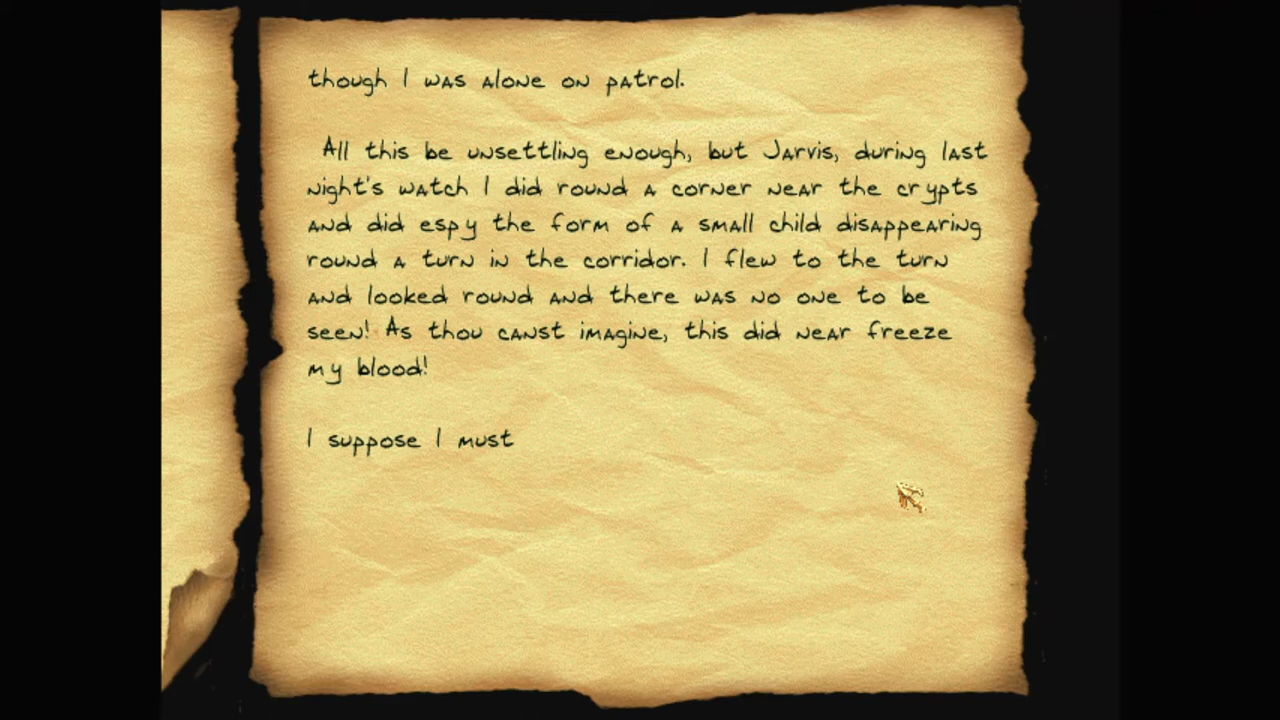 though I was alone on patrol.
All this be unsettling enough, but Jarvis, during last
night's watch I did round a corner near the crypts
and did espy the form of a small child disappearing
round a turn in the corridor. I flew to the turn
and looked round and there was no one to be
seen! As thou canst imagine, this did near freeze
my blood!
I suppose I must